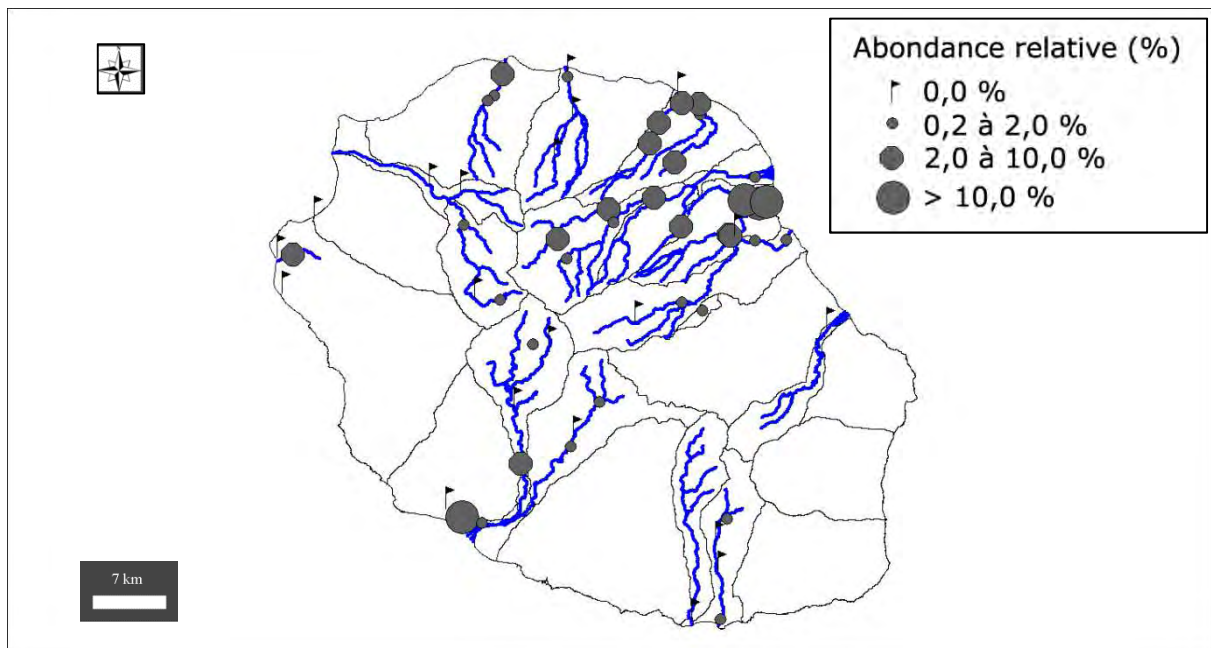 Abondance relative (%)
0,0 %
0,2 à 2,0 %
2,0 à 10,0 %
> 10,0 %
7 km